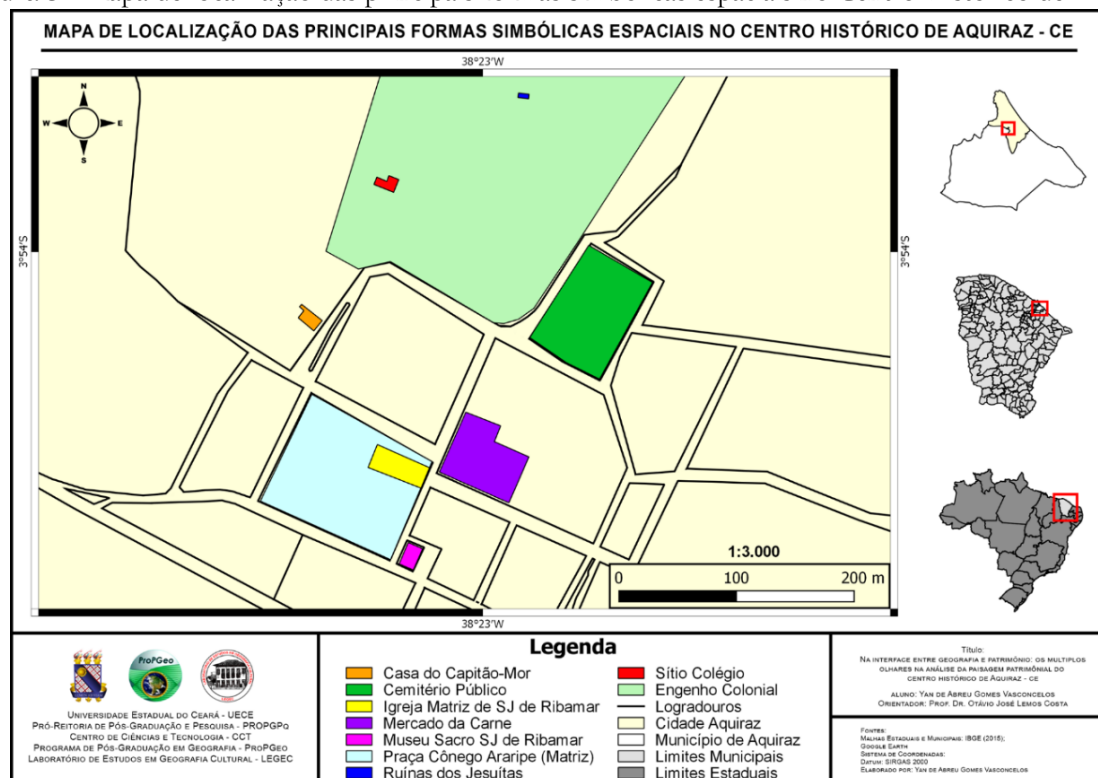 MAPA DE LOCALIZAÇÃO DAS PRINCIPAIS FORMAS SIMBÓLICAS ESPACIAIS NO CENTRO HISTÓRICO DE AQUIRAZ - CE
38°23'W
N
W
E
S
3°54'S
3°54'S
1:3.000
0 100 200 m
38°23'W
Legenda
Casa do Capitão-Mor
Cemitério Público
Igreja Matriz de SJ de Ribamar
Mercado da Carne
Museu Sacro SJ de Ribamar
Praça Cônego Araripe (Matriz)
Ruínas dos Jesuítas
Sítio Colégio
Engenho Colonial
Logradouros
Cidade Aquiraz
Município de Aquiraz
Limites Municipais
Limites Estaduais
ProPGeo
Universidade Estadual do Ceará - UECE
Pró-Reitoria de Pós-Graduação e Pesquisa - PROPGPq
Centro de Ciências e Tecnologia - CCT
Programa de Pós-Graduação em Geografia - ProPGeo
Laboratório de Estudos em Geografia Cultural - LEGEC
Título:
Na interface entre geografia e patrimônio: os multiplos
olhares na análise da paisagem patrimonial do
centro histórico de Aquiraz - ce
aluno: Yan de Abreu Gomes Vasconcelos
Orientador: Prof. Dr. Otávio José Lemos Costa
Fontes:
Malhas Estaduais e Municipais: IBGE (2015);
Google Earth
Sistema de Coordenadas:
Datum: SIRGAS 2000
Elaborado por: Yan de Abreu Gomes Vasconcelos